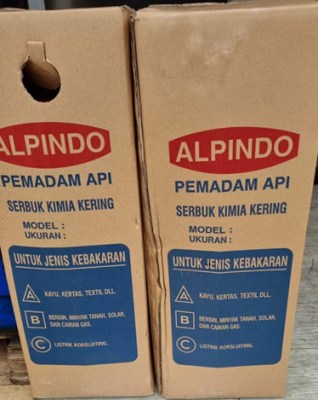 ALPINDO
PEMADAM API
SERBUK KIMIA KERING
MODEL :
UKURAN :
UNTUK JENIS KEBAKARAN
A KAYU, KERTAS, TEXTIL DLL.
B BENSIN, MINYAK TANAH, SOLAR,
DAN CAIRAN GAS.
C LISTRIK KORSLUITING.
ALPINDO
PEMADAM API
SERBUK KIMIA KERING
MODEL :
UKURAN :
UNTUK JENIS KEBAKARAN
A KAYU, KERTAS, TEXTIL DLL.
B BENSIN, MINYAK TANAH, SOLAR,
DAN CAIRAN GAS.
C LISTRIK KORSLUITING.